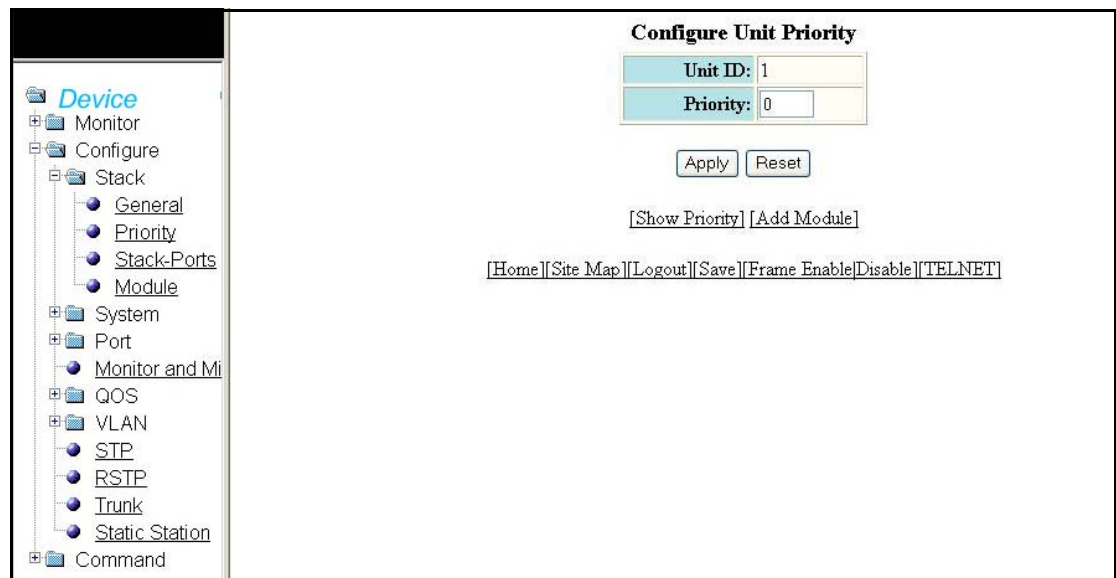 Device
Monitor
Configure
Stack
General
Priority
Stack-Ports
Module
System
Port
Monitor and Mi
QOS
VLAN
STP
RSTP
Trunk
Static Station
Command
Configure Unit Priority
Unit ID: 1
Priority: 0
Apply Reset
[Show Priority] [Add Module]
[Home][Site Map][Logout][Save][Frame Enable|Disable][TELNET]